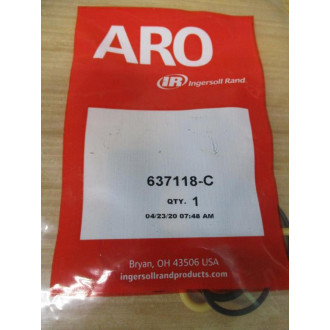 ARO
IR Ingersoll Rand
637118-C
QTY. 1
04/23/20 07:48 AM
Bryan, OH 43506 USA
ingersollrandproducts.com